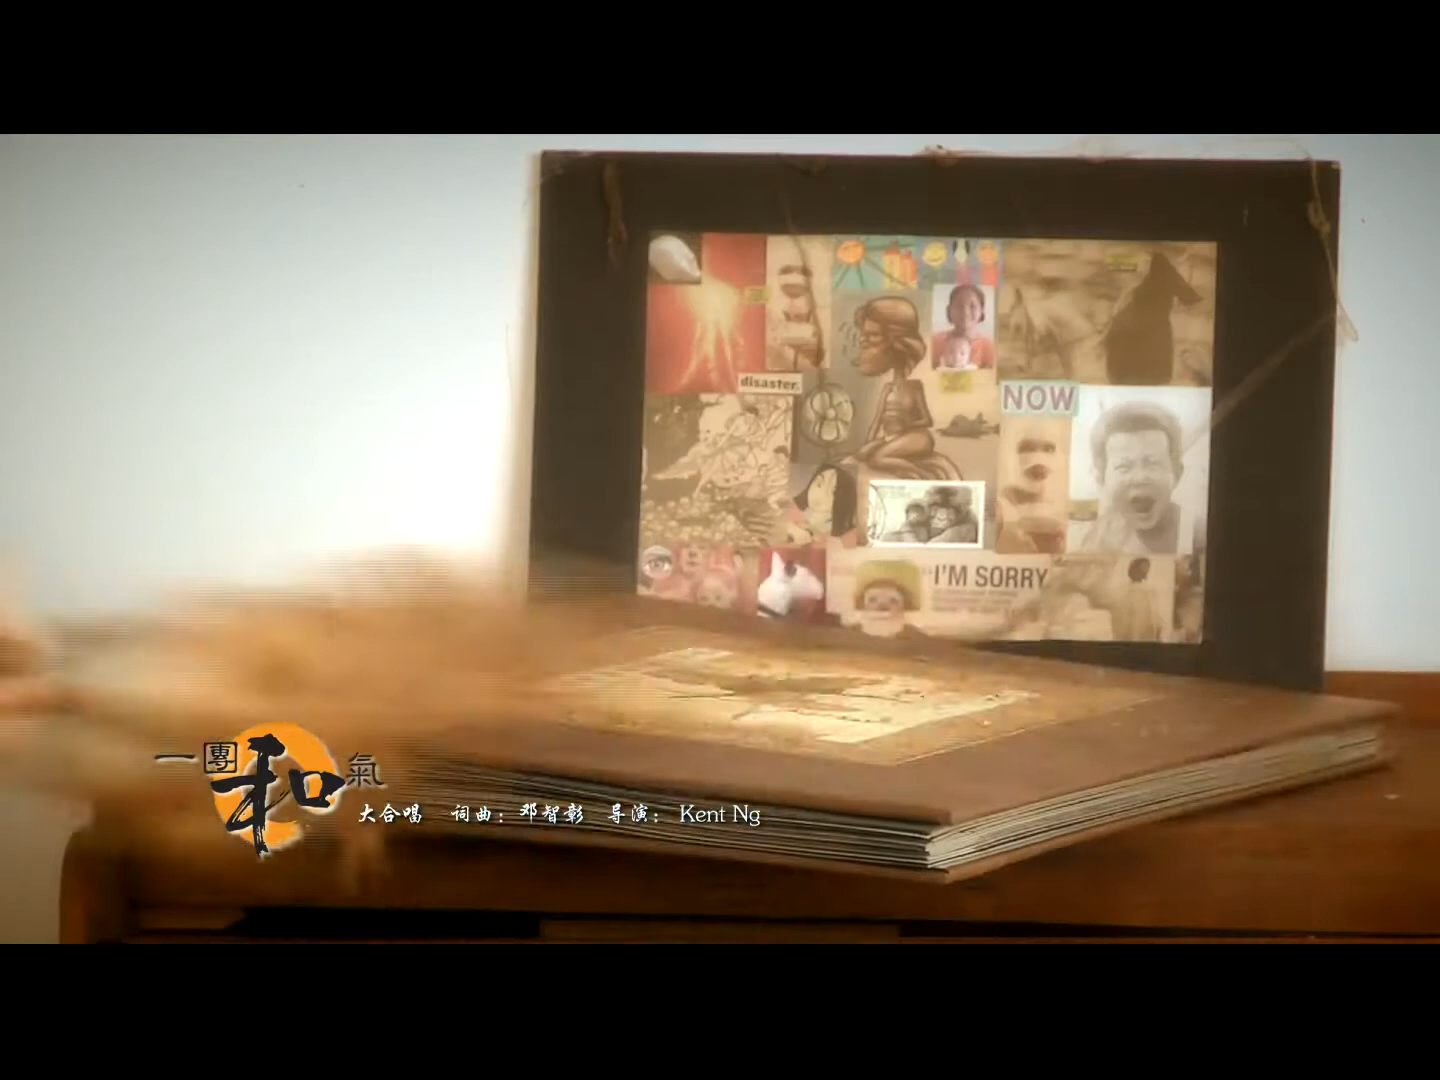 disaster.
NOW
I'M SORRY
一團和氣
大合唱 词曲：邓智彰 导演： Kent Ng